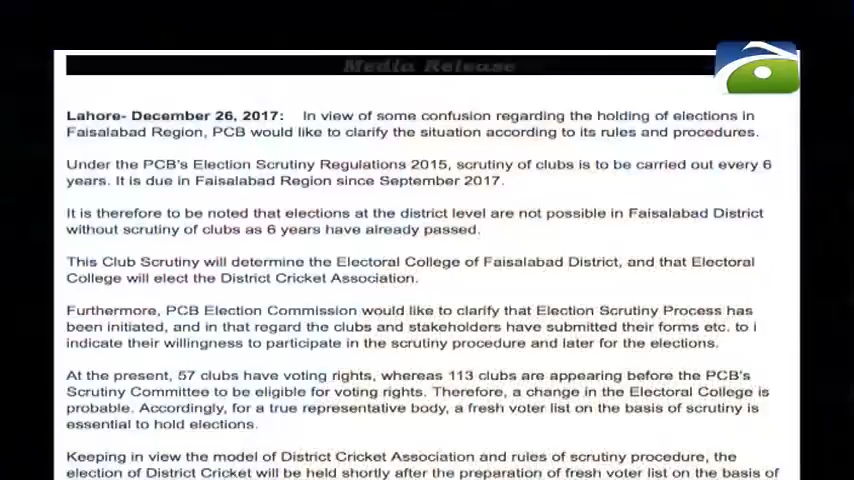 Media Release
Lahore- December 26, 2017: In view of some confusion regarding the holding of elections in
Faisalabad Region, PCB would like to clarify the situation according to its rules and procedures.
Under the PCB's Election Scrutiny Regulations 2015, scrutiny of clubs is to be carried out every 6
years. It is due in Faisalabad Region since September 2017.
It is therefore to be noted that elections at the district level are not possible in Faisalabad District
without scrutiny of clubs as 6 years have already passed.
This Club Scrutiny will determine the Electoral College of Faisalabad District, and that Electoral
College will elect the District Cricket Association.
Furthermore, PCB Election Commission would like to clarify that Election Scrutiny Process has
been initiated, and in that regard the clubs and stakeholders have submitted their forms etc. to i
indicate their willingness to participate in the scrutiny procedure and later for the elections.
At the present, 57 clubs have voting rights, whereas 113 clubs are appearing before the PCB's
Scrutiny Committee to be eligible for voting rights. Therefore, a change in the Electoral College is
probable. Accordingly, for a true representative body, a fresh voter list on the basis of scrutiny is
essential to hold elections.
Keeping in view the model of District Cricket Association and rules of scrutiny procedure, the
election of District Cricket will be held shortly after the preparation of fresh voter list on the basis of